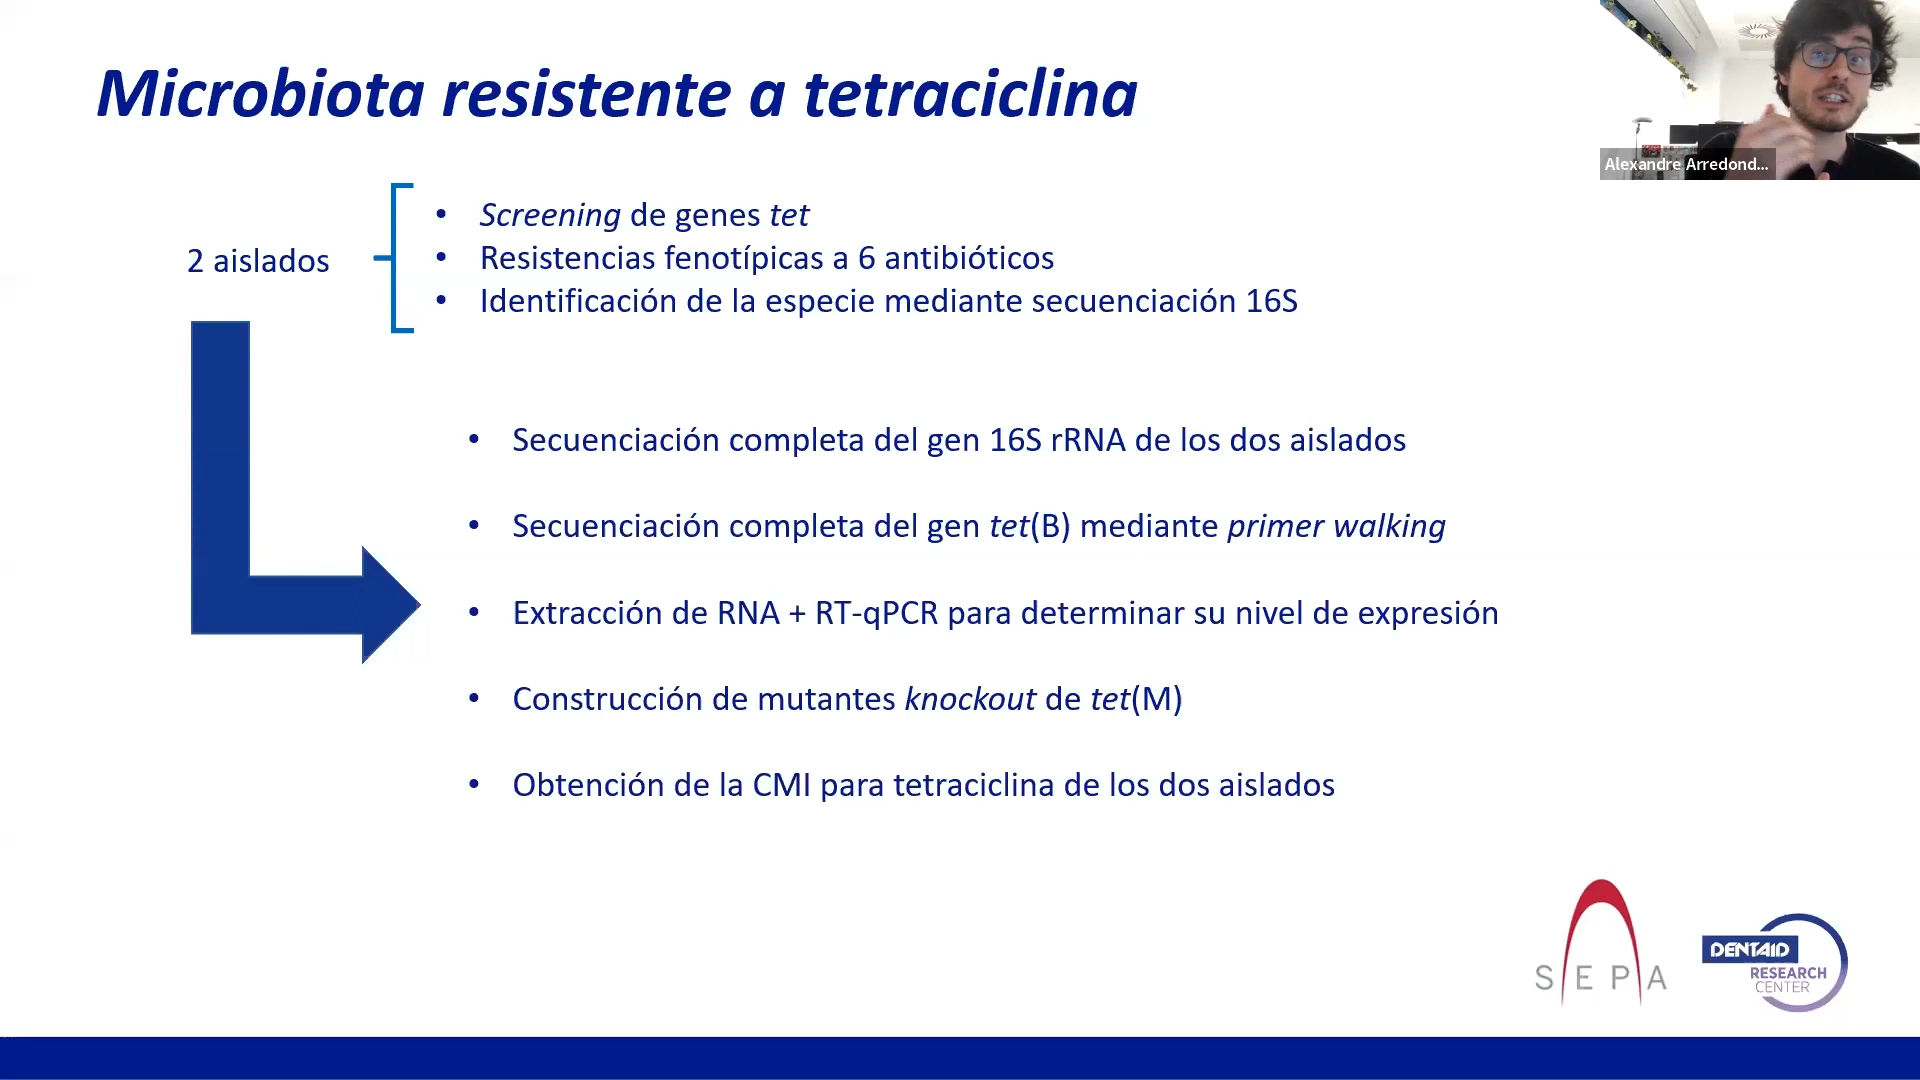 Microbiota resistente a tetraciclina
Alexandre Arredond...
2 aislados
• Screening de genes tet
• Resistencias fenotípicas a 6 antibióticos
• Identificación de la especie mediante secuenciación 16S
• Secuenciación completa del gen 16S rRNA de los dos aislados
• Secuenciación completa del gen tet(B) mediante primer walking
• Extracción de RNA + RT-qPCR para determinar su nivel de expresión
• Construcción de mutantes knockout de tet(M)
• Obtención de la CMI para tetraciclina de los dos aislados
SEPA
DENTAID
RESEARCH
CENTER